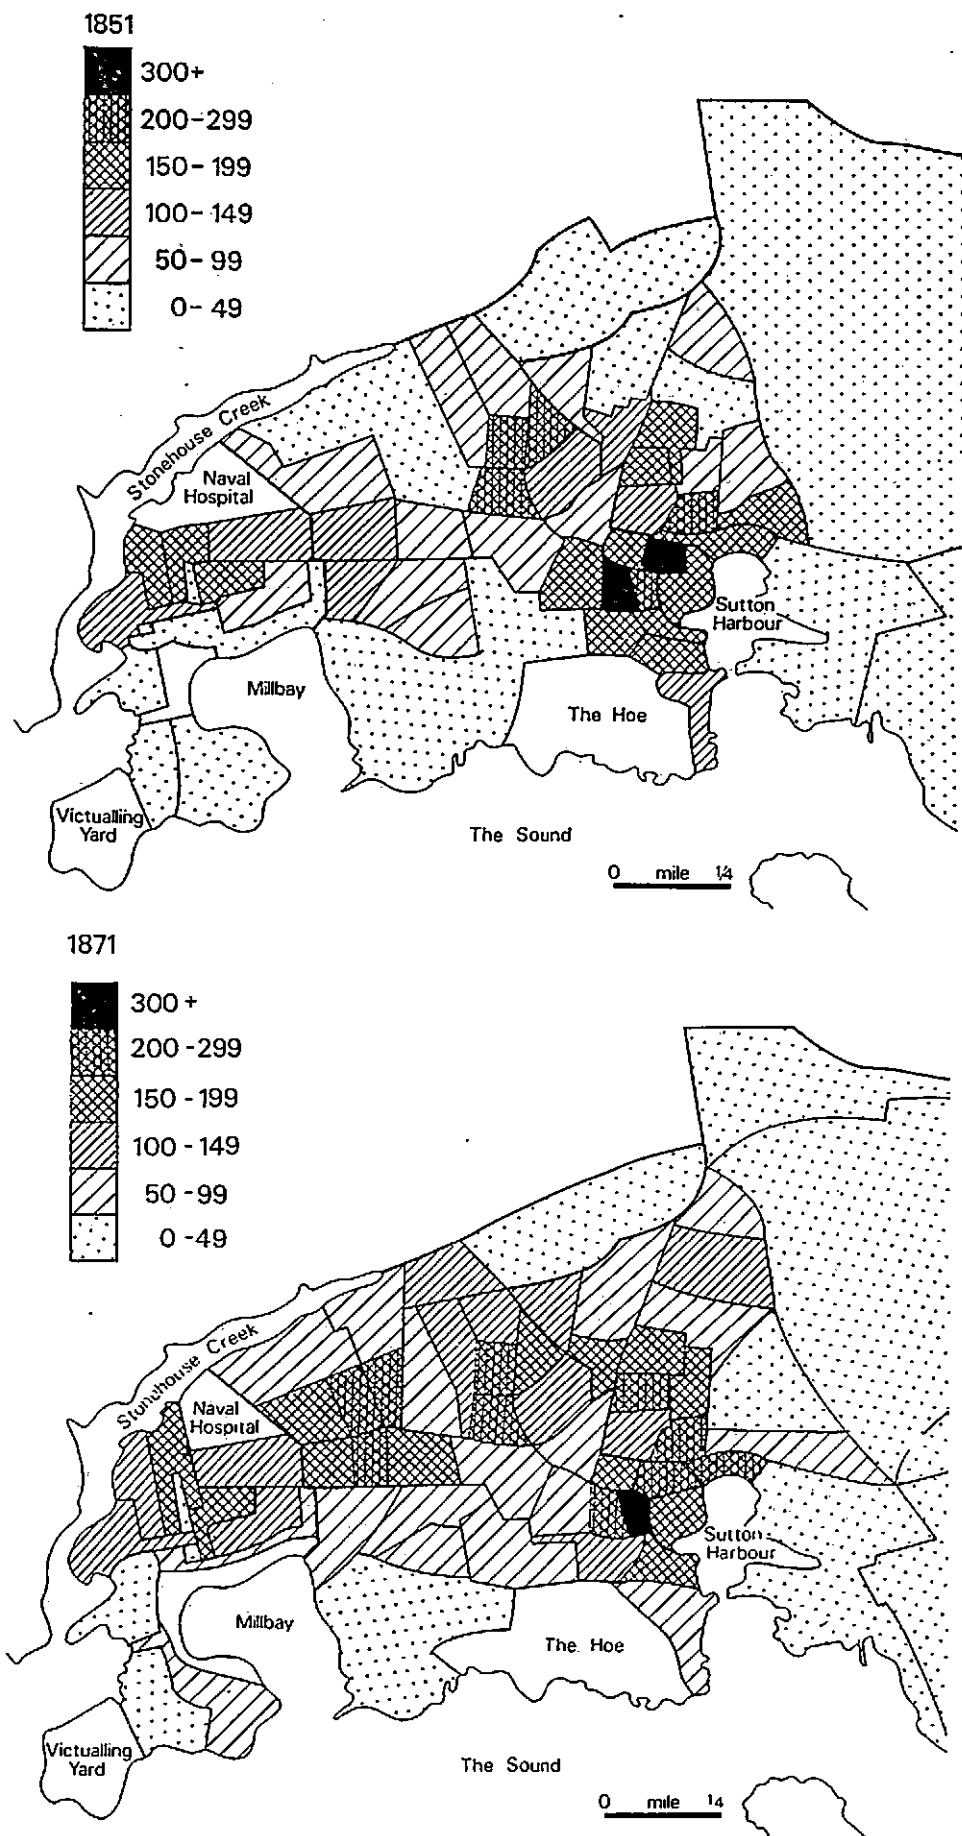 1851
300+
200-299
150-199
100-149
50-99
0-49
Stonehouse Creek
Naval
Hospital
Millbay
Sutton
Harbour
The Hoe
Victualling
Yard
The Sound
0 mile 1/4
1871
300+
200-299
150-199
100-149
50-99
0-49
Stonehouse Creek
Naval
Hospital
Sutton
Harbour
Millbay
The Hoe
Victualling
Yard
The Sound
0 mile 1/4